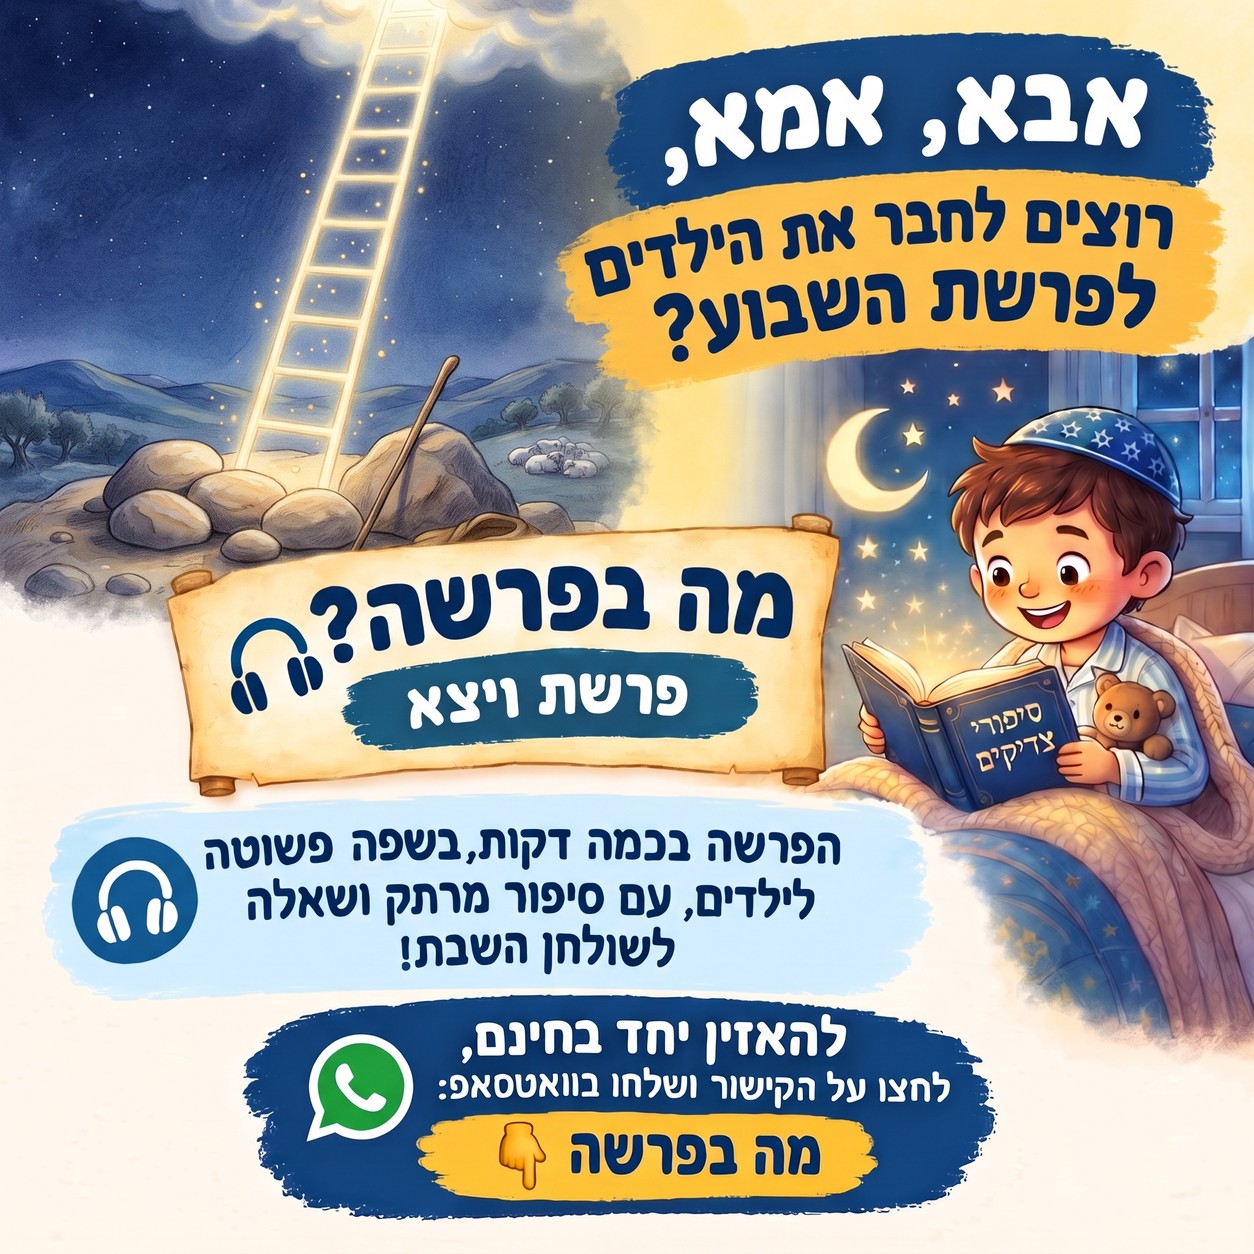 אבא, אמא,
רוצים לחבר את הילדים
לפרשת השבוע?
מה בפרשה?
פרשת ויצא
סיפורי
צדיקים
הפרשה בכמה דקות,בשפה פשוטה
לילדים, עם סיפור מרתק ושאלה
לשולחן השבת!
להאזין יחד בחינם,
לחצו על הקישור ושלחו בוואטסאפ:
מה בפרשה 👇